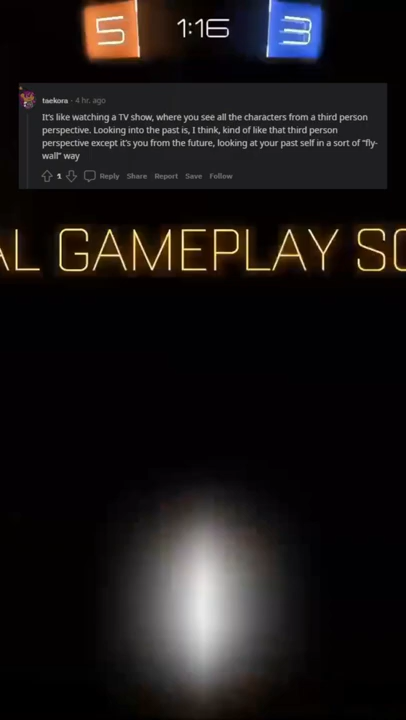 5 1:16 3
taekora · 4 hr. ago
It's like watching a TV show, where you see all the characters from a third person
perspective. Looking into the past is, I think, kind of like that third person
perspective except it's you from the future, looking at your past self in a sort of "fly-
wall" way
1 Reply Share Report Save Follow
AL GAMEPLAY SO